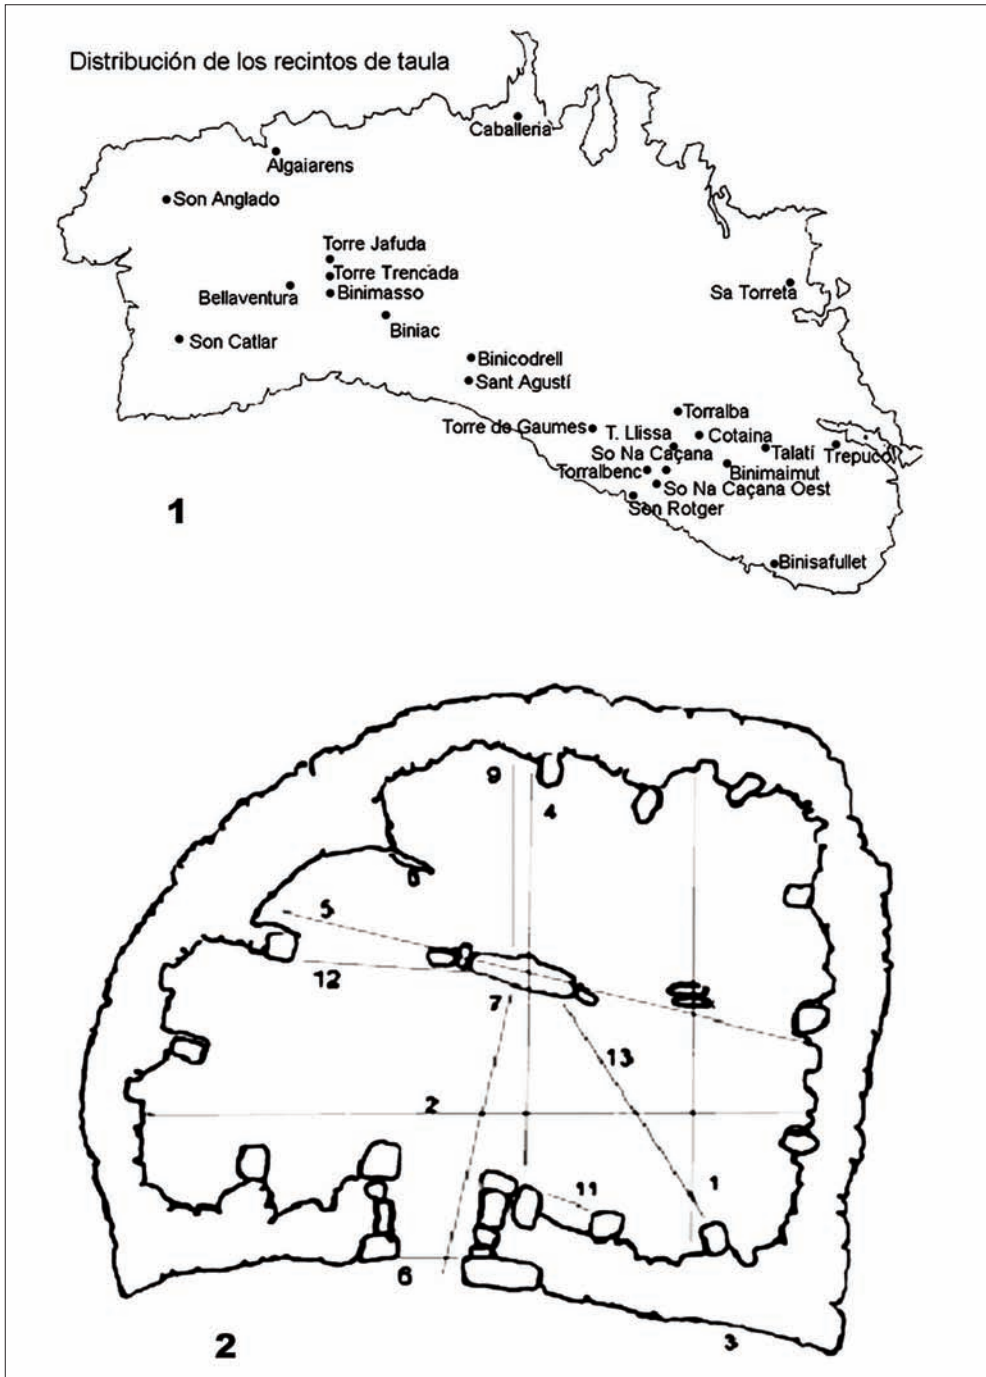 Distribución de los recintos de taula
Caballeria
Algaiarens
Son Anglado
Torre Jafuda
Torre Trencada
Bellaventura
Binimasso
Sa Torreta
Biniac
Son Catlar
Binicodrell
Sant Agustí
Torralba
Torre de Gaumes
T. Llissa
Cotaina
Talatí
Trepucó
So Na Caçana
Torralbenc
Binimaimut
So Na Caçana Oest
Son Rotger
1
Binisafullet
9
4
5
12
7
13
2
1
11
6
3
2